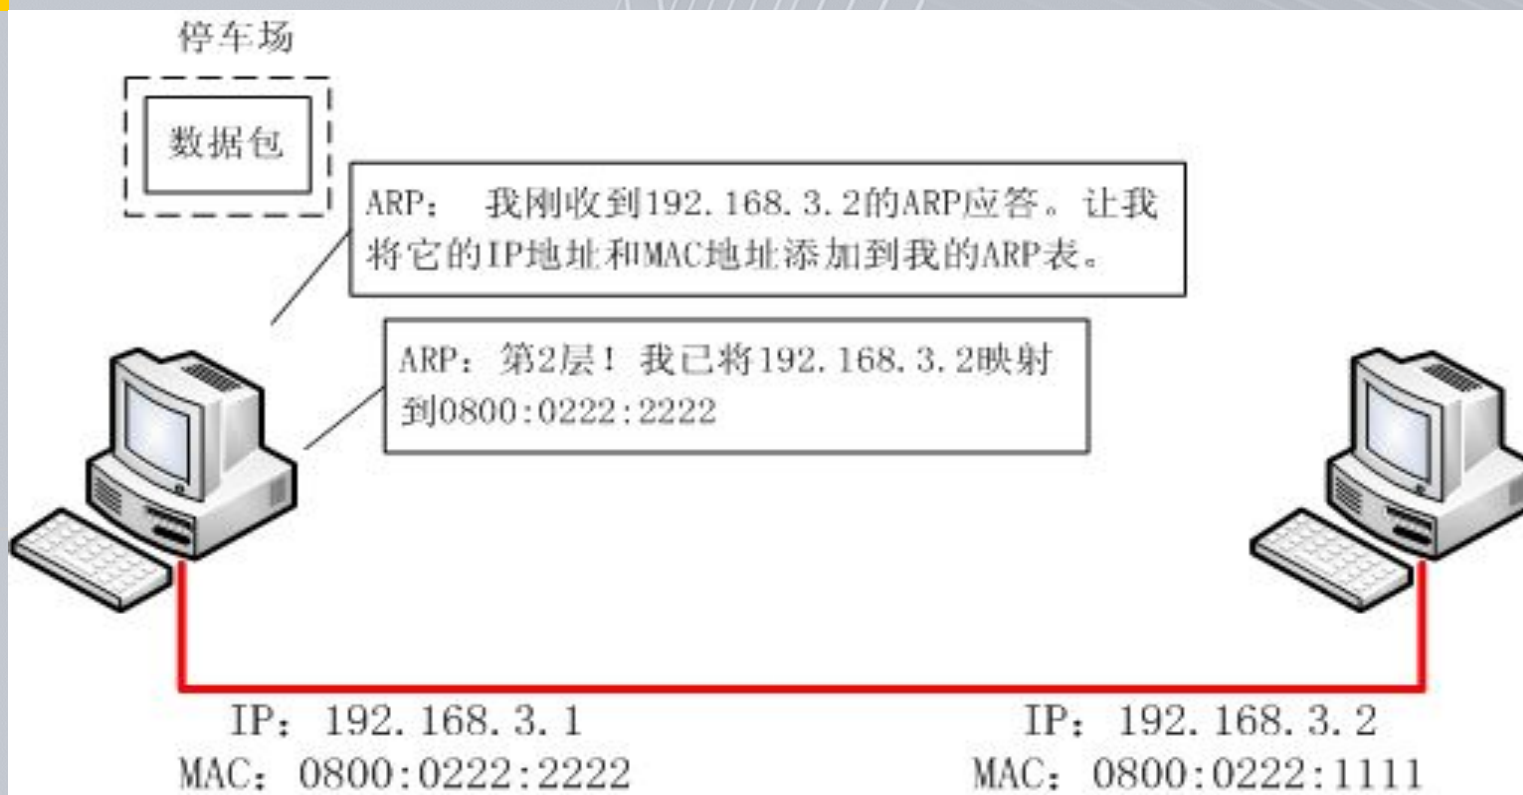 停车场
数据包
ARP： 我刚收到192.168.3.2的ARP应答。让我
将它的IP地址和MAC地址添加到我的ARP表。
ARP：第2层！我已将192.168.3.2映射
到0800:0222:2222
IP：192.168.3.1
MAC：0800:0222:2222
IP：192.168.3.2
MAC：0800:0222:1111